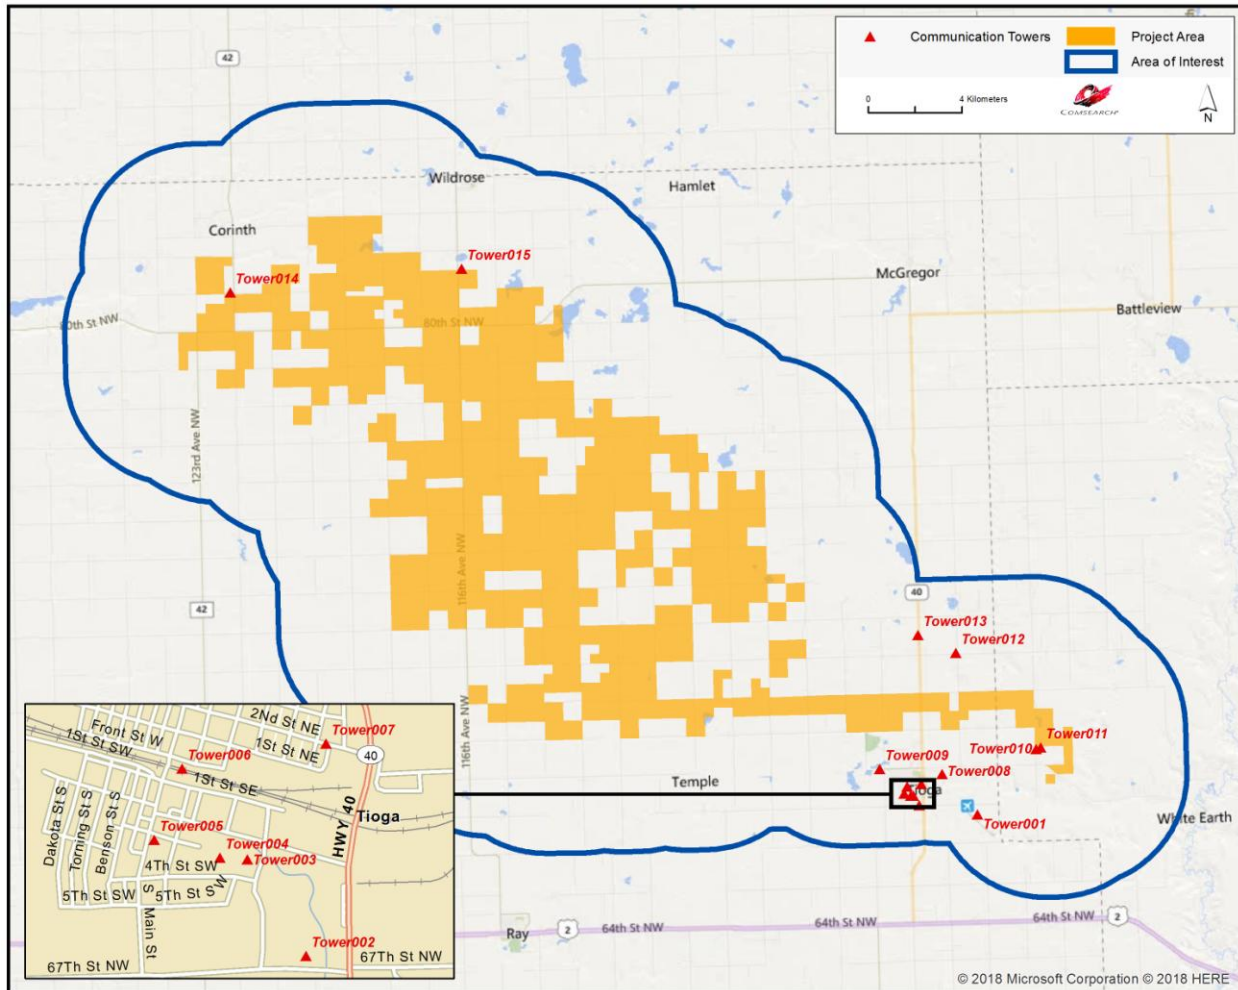 Communication Towers
Project Area
Area of Interest
0
4 Kilometers
COMSEARCH
N
42
Wildrose
Hamlet
Corinth
Tower015
Tower014
McGregor
Battleview
80th St NW
80th St NW
123rd Ave NW
116th Ave NW
42
40
Tower013
Tower012
116th Ave NW
Tower011
Tower010
Tower009
Tower008
Temple
Tioga
Tower001
White Earth
Ray
2
64th St NW
64th St NW
64th St NW
2
2Nd St NE
Tower007
Front St W
1St St SW
1St St NE
40
Tower006
1St St SE
HWY 40
Tioga
Dakota St S
Torning St S
Benson St S
Tower005
Tower004
Tower003
4Th St SW
5Th St SW
5Th St SW
S Main St
Tower002
67Th St NW
67Th St NW
© 2018 Microsoft Corporation © 2018 HERE